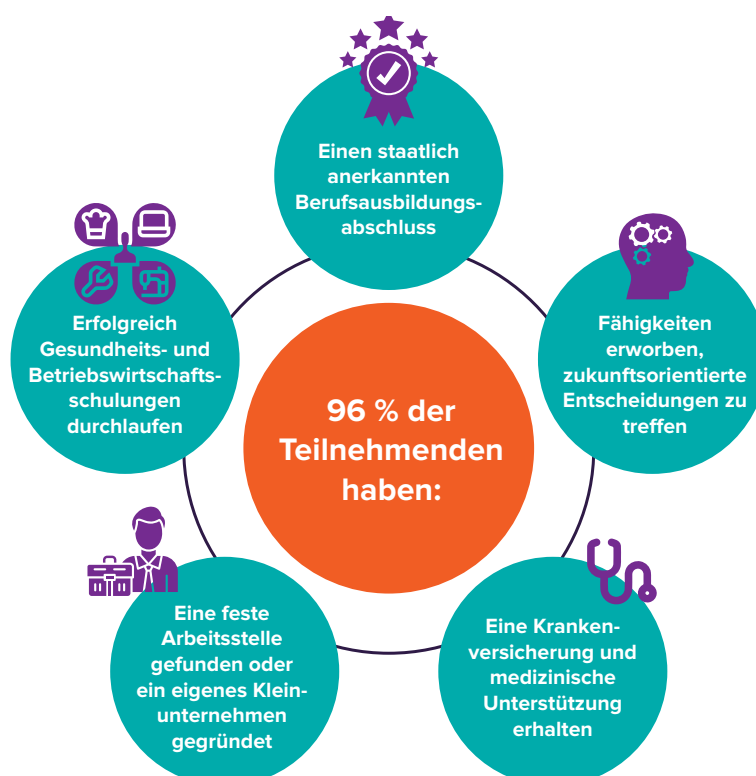 Einen staatlich
anerkannten
Berufsausbildungs-
abschluss
Erfolgreich
Gesundheits- und
Betriebswirtschafts-
schulungen
durchlaufen
Fähigkeiten
erworben,
zukunftsorientierte
Entscheidungen zu
treffen
96 % der
Teilnehmenden
haben:
Eine feste
Arbeitsstelle
gefunden oder
ein eigenes Klein-
unternehmen
gegründet
Eine Kranken-
versicherung und
medizinische
Unterstützung
erhalten